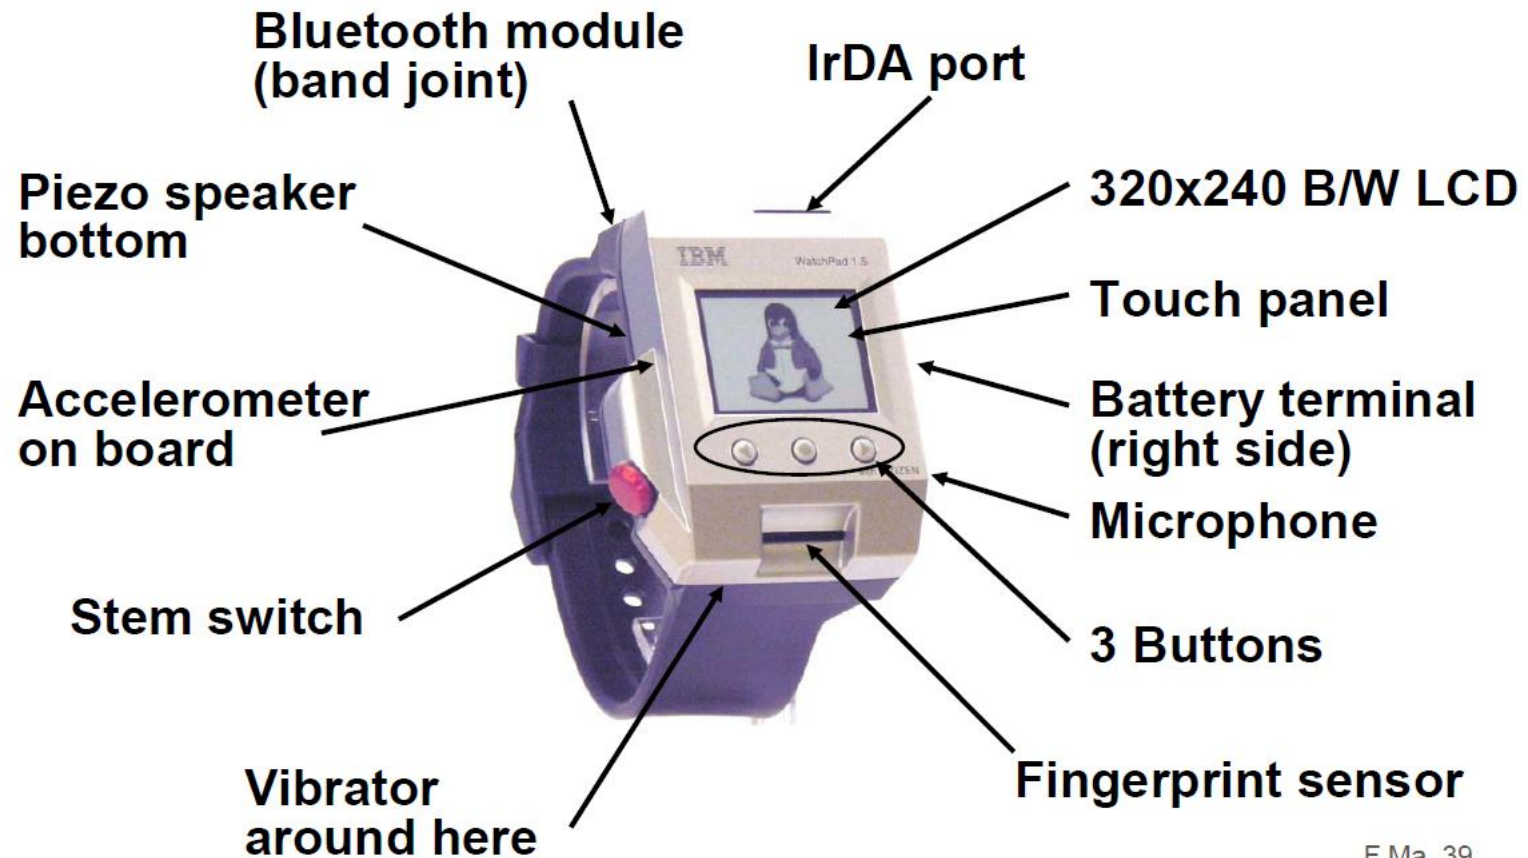 Bluetooth module
(band joint)
IrDA port
Piezo speaker
bottom
320x240 B/W LCD
IBM
WatchPad 1.5
Touch panel
Accelerometer
on board
Battery terminal
(right side)
Microphone
Stem switch
3 Buttons
Vibrator
around here
Fingerprint sensor